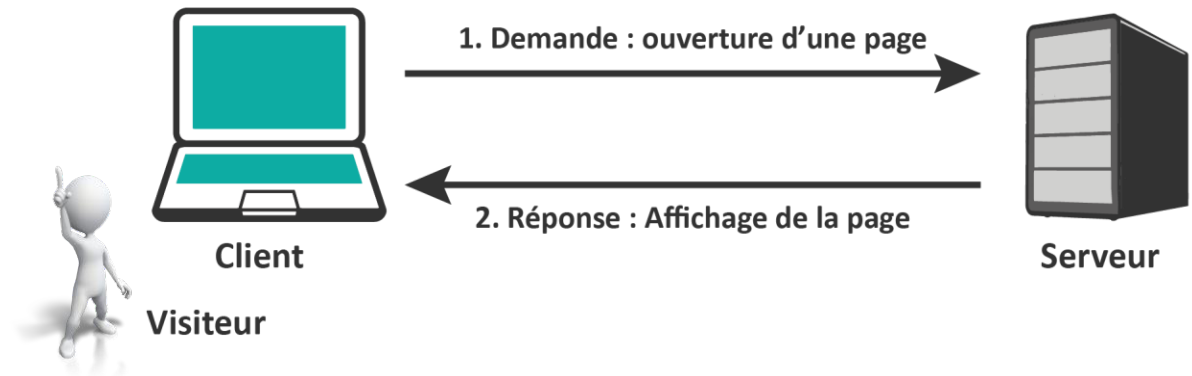 1. Demande : ouverture d’une page
2. Réponse : Affichage de la page
Client
Serveur
Visiteur